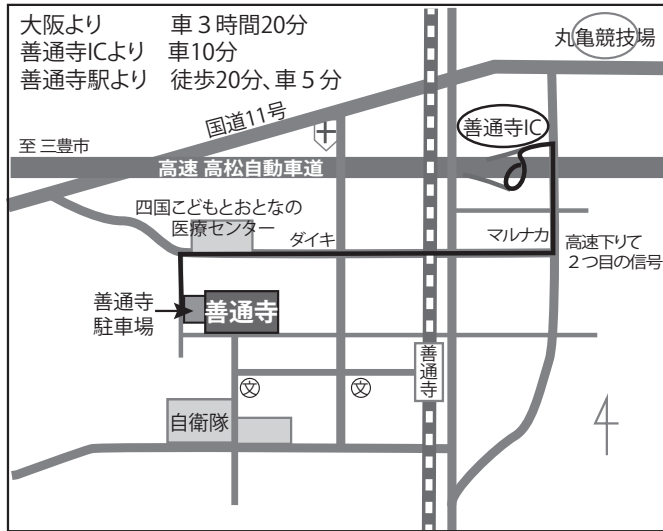 大阪より 車３時間20分
善通寺ICより 車10分
善通寺駅より 徒歩20分、車５分
丸亀競技場
国道11号
善通寺IC
至 三豊市
高速 高松自動車道
四国こどもとおとなの
医療センター
ダイキ
マルナカ
高速下りて
２つ目の信号
善通寺
駐車場
善通寺
善通寺
文
文
自衛隊